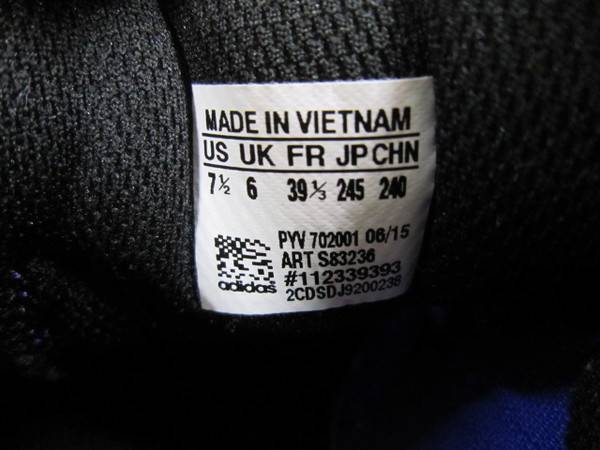 MADE IN VIETNAM
US UK FR JP CHN
7½ 6 39⅓ 245 240
PYV 702001 06/15
ART S83236
#112339393
2CDSDJ9200238
adidas